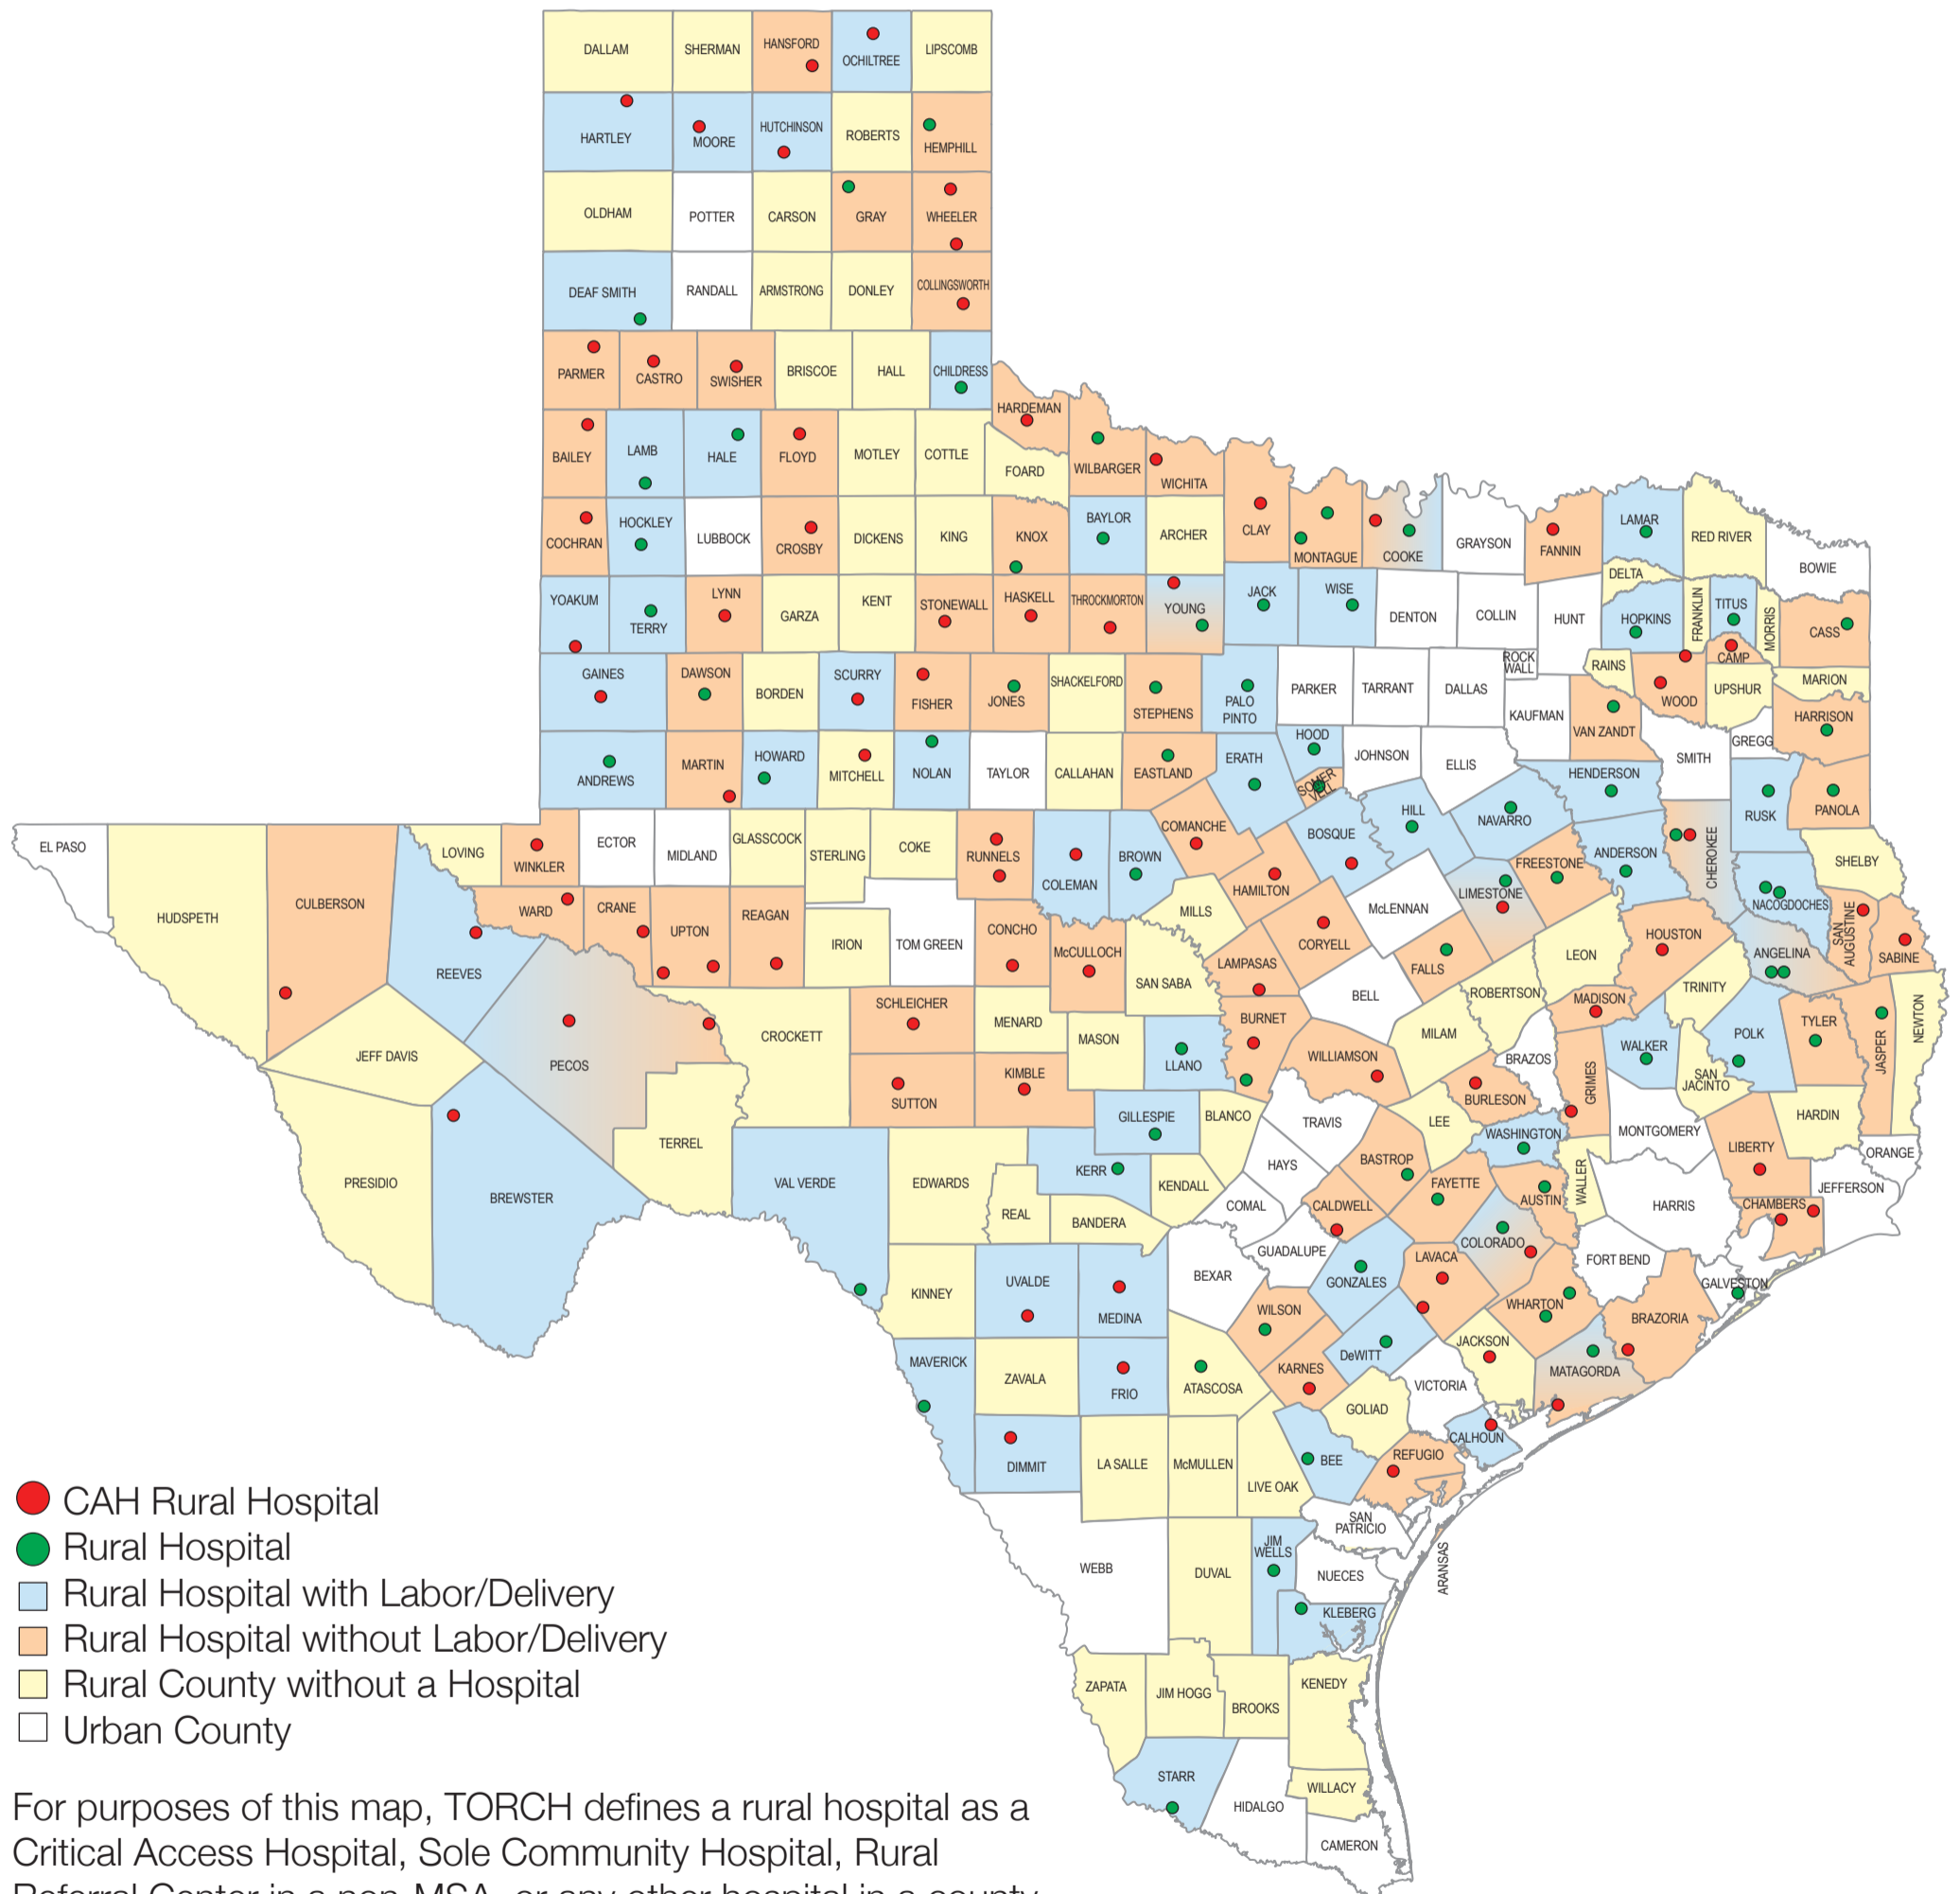 DALLAM SHERMAN HANSFORD OCHILTREE LIPSCOMB
HARTLEY MOORE HUTCHINSON ROBERTS HEMPHILL
OLDHAM POTTER CARSON GRAY WHEELER
DEAF SMITH RANDALL ARMSTRONG DONLEY COLLINGSWORTH
PARMER CASTRO SWISHER BRISCOE HALL CHILDRESS
HARDEMAN
BAILEY LAMB HALE FLOYD MOTLEY COTTLE FOARD WILBARGER WICHITA
COCHRAN HOCKLEY LUBBOCK CROSBY DICKENS KING KNOX BAYLOR ARCHER CLAY MONTAGUE COOKE GRAYSON FANNIN LAMAR RED RIVER BOWIE
DELTA
YOAKUM TERRY LYNN GARZA KENT STONEWALL HASKELL THROCKMORTON YOUNG JACK WISE DENTON COLLIN HUNT HOPKINS FRANKLIN TITUS MORRIS CASS
CAMP
GAINES DAWSON BORDEN SCURRY FISHER JONES SHACKELFORD STEPHENS PALO
PINTO PARKER TARRANT DALLAS ROCK
WALL KAUFMAN RAINS WOOD UPSHUR MARION
VAN ZANDT HARRISON
ANDREWS MARTIN HOWARD MITCHELL NOLAN TAYLOR CALLAHAN EASTLAND ERATH HOOD SOMER
VELL JOHNSON ELLIS HENDERSON SMITH GREGG RUSK PANOLA
EL PASO HUDSPETH CULBERSON LOVING WINKLER ECTOR MIDLAND GLASSCOCK STERLING COKE RUNNELS COLEMAN BROWN COMANCHE BOSQUE HILL NAVARRO ANDERSON CHEROKEE SHELBY
HAMILTON LIMESTONE FREESTONE NACOGDOCHES
REEVES WARD CRANE UPTON REAGAN IRION TOM GREEN CONCHO McCULLOCH MILLS McLENNAN
SAN SABA LAMPASAS CORYELL FALLS LEON HOUSTON ANGELINA SAN
AUGUSTINE SABINE
JEFF DAVIS PECOS CROCKETT SCHLEICHER MENARD MASON LLANO BURNET BELL MILAM ROBERTSON MADISON TRINITY NEWTON
WILLIAMSON BRAZOS GRIMES WALKER SAN
JACINTO POLK TYLER JASPER
PRESIDIO BREWSTER TERREL SUTTON KIMBLE GILLESPIE BLANCO TRAVIS LEE BURLESON WASHINGTON MONTGOMERY HARDIN
LIBERTY ORANGE
VAL VERDE EDWARDS REAL KERR KENDALL BANDERA HAYS COMAL BASTROP FAYETTE AUSTIN WALLER HARRIS CHAMBERS JEFFERSON
CALDWELL GUADALUPE COLORADO FORT BEND GALVESTON
KINNEY UVALDE MEDINA BEXAR WILSON GONZALES LAVACA WHARTON BRAZORIA
MAVERICK ZAVALA FRIO ATASCOSA KARNES DeWITT JACKSON MATAGORDA
VICTORIA GOLIAD
DIMMIT LA SALLE McMULLEN LIVE OAK BEE REFUGIO CALHOUN
WEBB DUVAL JIM
WELLS SAN
PATRICIO NUECES ARANSAS
KLEBERG
ZAPATA JIM HOGG BROOKS KENEDY
STARR HIDALGO WILLACY
CAMERON
CAH Rural Hospital
Rural Hospital
Rural Hospital with Labor/Delivery
Rural Hospital without Labor/Delivery
Rural County without a Hospital
Urban County
For purposes of this map, TORCH defines a rural hospital as a
Critical Access Hospital, Sole Community Hospital, Rural
Referral Center in a non-MSA, or any other hospital in a county